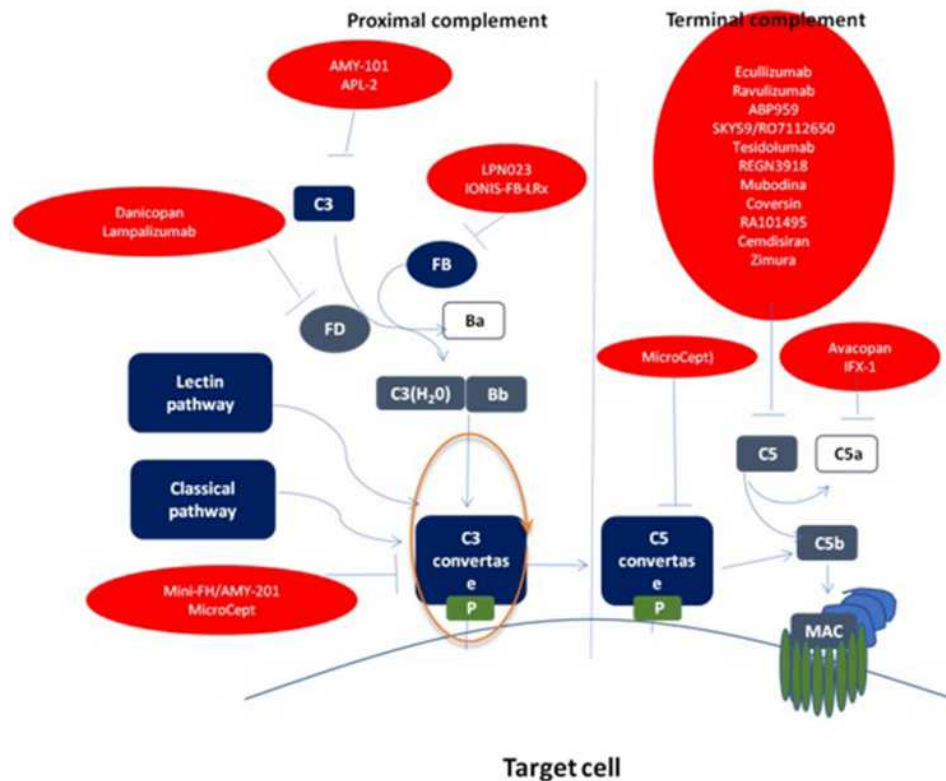 Proximal complement
Terminal complement
AMY-101
APL-2
Ecullizumab
Ravulizumab
ABP959
SKY59/RO7112650
Tesidolumab
REGN3918
Mubodina
Coversin
RA101495
Cemdisiran
Zimura
LPN023
IONIS-FB-LRx
C3
Danicopan
Lampalizumab
FB
FD
Ba
MicroCept)
Avacopan
IFX-1
Lectin
pathway
C3(H₂0)
Bb
C5
C5a
Classical
pathway
C3
convertas
e
P
C5
convertas
e
P
C5b
Mini-FH/AMY-201
MicroCept
MAC
Target cell